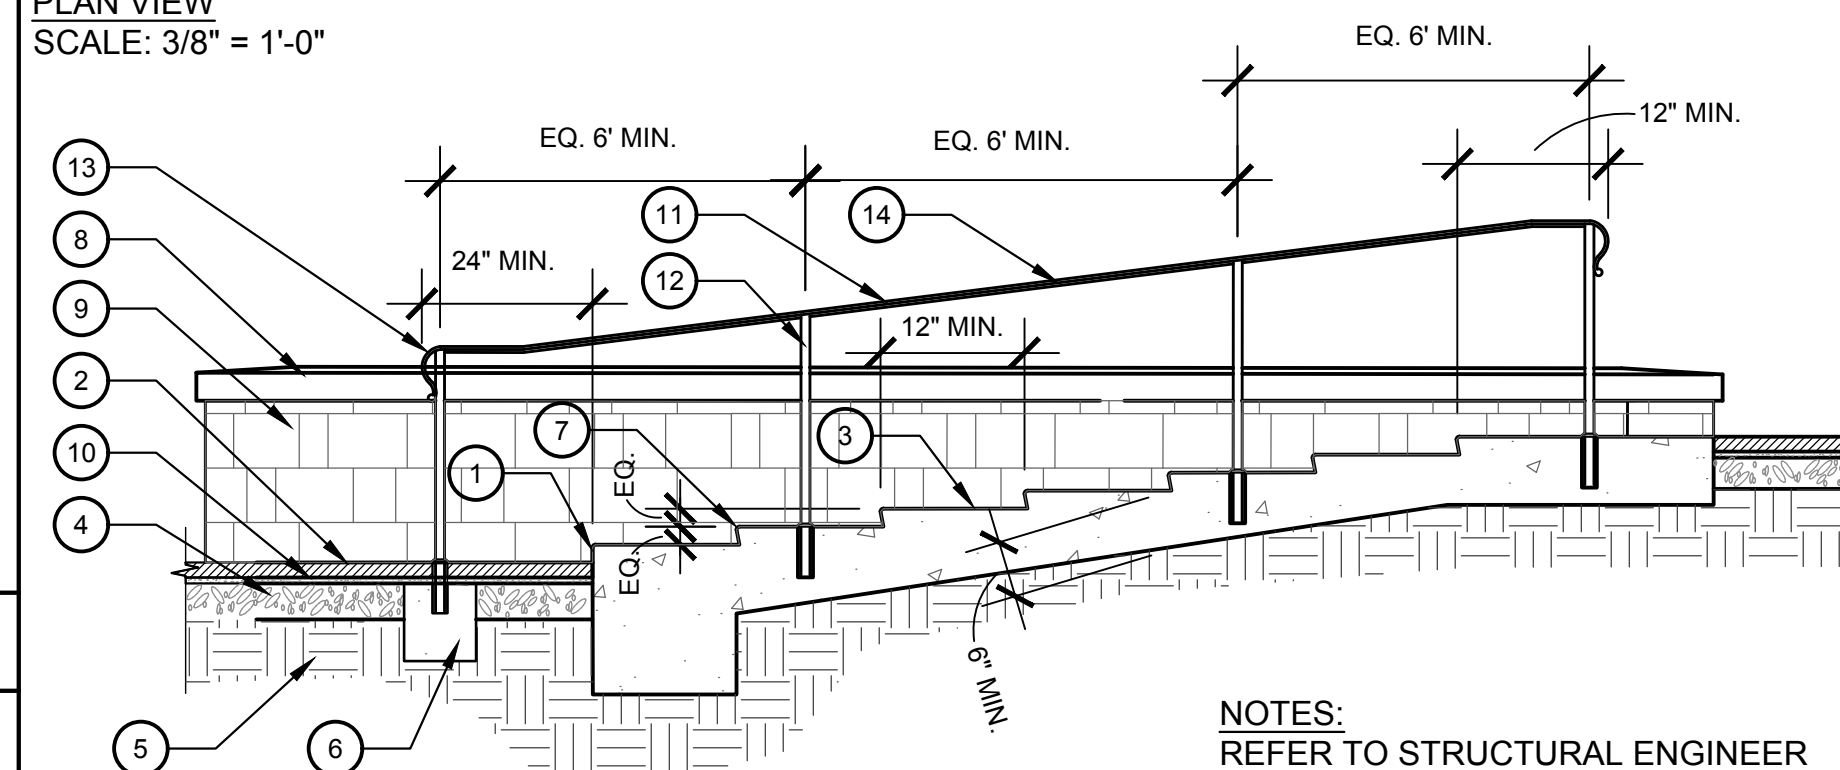 PLAN VIEW
SCALE: 3/8" = 1'-0"
EQ. 6' MIN.
12" MIN.
EQ. 6' MIN.
EQ. 6' MIN.
13
11
14
8
24" MIN.
12
9
12" MIN.
2
7
3
10
1
EQ.
4
EQ.
6" MIN.
5
6
NOTES:
REFER TO STRUCTURAL ENGINEER